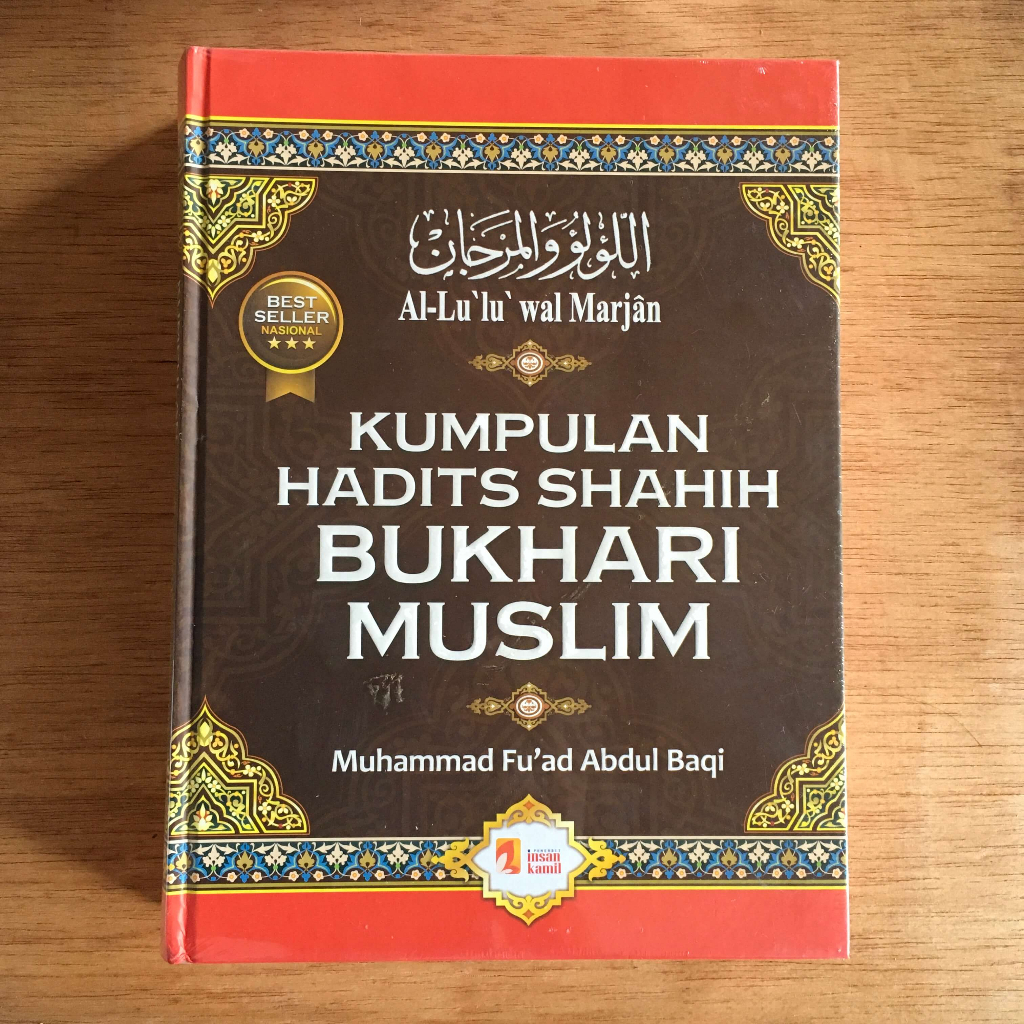 اللؤلؤ والمرجان
Al-Lu`lu` wal Marjân
BEST
SELLER
NASIONAL
KUMPULAN
HADITS SHAHIH
BUKHARI
MUSLIM
Muhammad Fu’ad Abdul Baqi
PENERBIT
insan
kamil